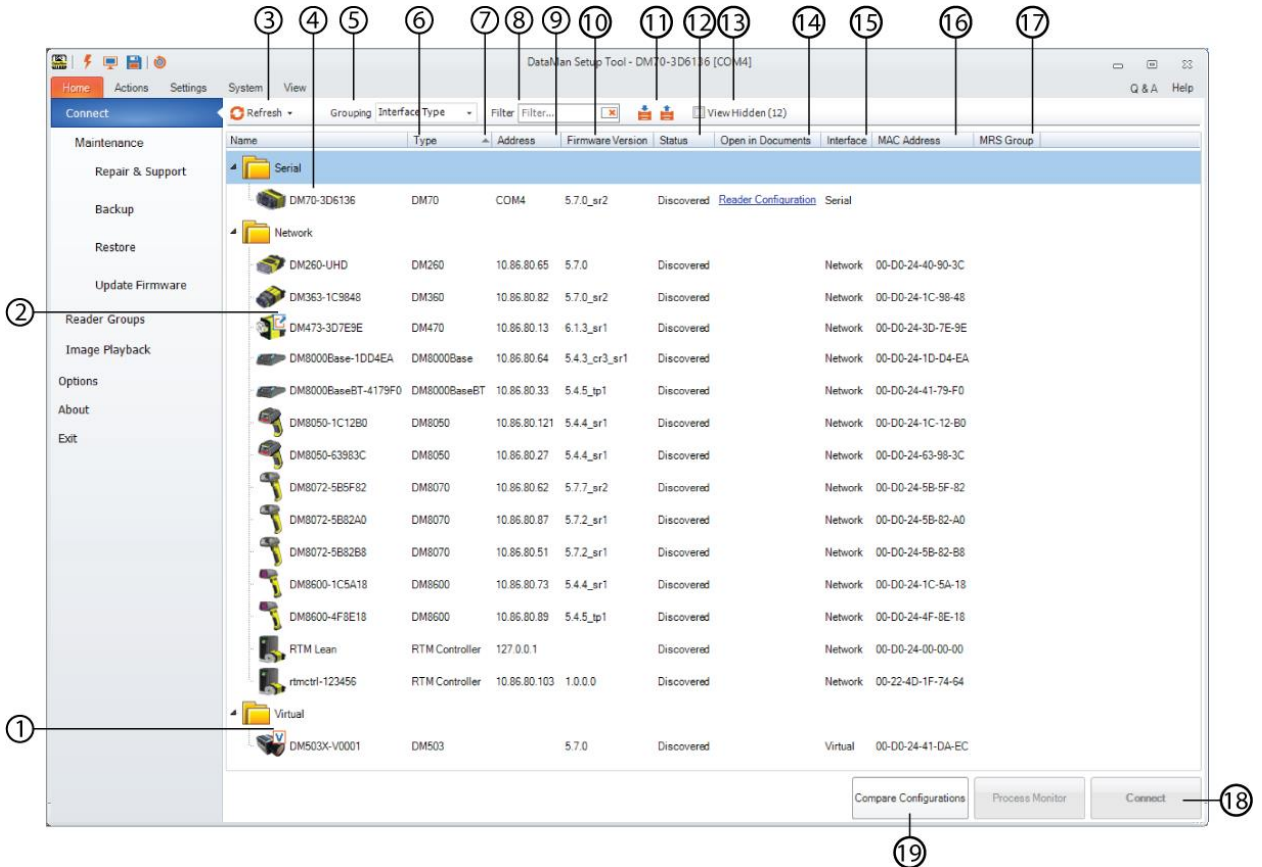 ③ ④ ⑤ ⑥ ⑦ ⑧ ⑨ ⑩ ⑪ ⑫ ⑬ ⑭ ⑮ ⑯ ⑰
DataMan Setup Tool - DM70-3D6136 [COM4]
Home Actions Settings System View Q & A Help
Connect
Refresh Grouping Interface Type Filter Filter... View Hidden (12)
Maintenance
Repair & Support
Backup
Restore
Update Firmware
Reader Groups
Image Playback
Options
About
Exit
②
①
Name Type Address Firmware Version Status Open in Documents Interface MAC Address MRS Group
Serial
DM70-3D6136 DM70 COM4 5.7.0_sr2 Discovered Reader Configuration Serial
Network
DM260-UHD DM260 10.86.80.65 5.7.0 Discovered Network 00-D0-24-40-90-3C
DM363-1C9848 DM360 10.86.80.82 5.7.0_sr2 Discovered Network 00-D0-24-1C-98-48
DM473-3D7E9E DM470 10.86.80.13 6.1.3_sr1 Discovered Network 00-D0-24-3D-7E-9E
DM8000Base-1DD4EA DM8000Base 10.86.80.64 5.4.3_cr3_sr1 Discovered Network 00-D0-24-1D-D4-EA
DM8000BaseBT-4179F0 DM8000BaseBT 10.86.80.33 5.4.5_tp1 Discovered Network 00-D0-24-41-79-F0
DM8050-1C12B0 DM8050 10.86.80.121 5.4.4_sr1 Discovered Network 00-D0-24-1C-12-B0
DM8050-63983C DM8050 10.86.80.27 5.4.4_sr1 Discovered Network 00-D0-24-63-98-3C
DM8072-5B5F82 DM8070 10.86.80.62 5.7.7_sr2 Discovered Network 00-D0-24-5B-5F-82
DM8072-5B82A0 DM8070 10.86.80.87 5.7.2_sr1 Discovered Network 00-D0-24-5B-82-A0
DM8072-5B82B8 DM8070 10.86.80.51 5.7.2_sr1 Discovered Network 00-D0-24-5B-82-B8
DM8600-1C5A18 DM8600 10.86.80.73 5.4.4_sr1 Discovered Network 00-D0-24-1C-5A-18
DM8600-4F8E18 DM8600 10.86.80.89 5.4.5_tp1 Discovered Network 00-D0-24-4F-8E-18
RTM Lean RTM Controller 127.0.0.1 Discovered Network 00-D0-24-00-00-00
rtmctrl-123456 RTM Controller 10.86.80.103 1.0.0.0 Discovered Network 00-22-4D-1F-74-64
Virtual
V
DM503X-V0001 DM503 5.7.0 Discovered Virtual 00-D0-24-41-DA-EC
Compare Configurations Process Monitor Connect
⑱
⑲